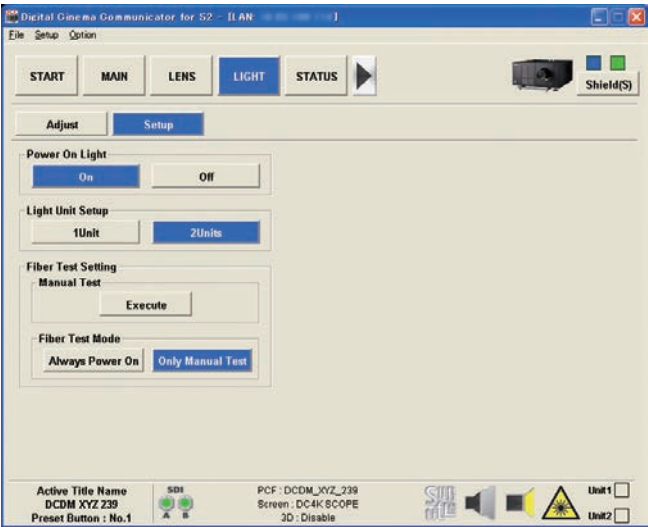 Digital Cinema Communicator for S2 - [LAN: ]
File Setup Option
START MAIN LENS LIGHT STATUS
Shield(S)
Adjust Setup
Power On Light
On Off
Light Unit Setup
1Unit 2Units
Fiber Test Setting
Manual Test
Execute
Fiber Test Mode
Always Power On Only Manual Test
Active Title Name
DCDM XYZ 239
Preset Button : No.1
SDI
A B
PCF : DCDM_XYZ_239
Screen : DC4K SCOPE
3D : Disable
SUB
TITLE
Unit1
Unit2